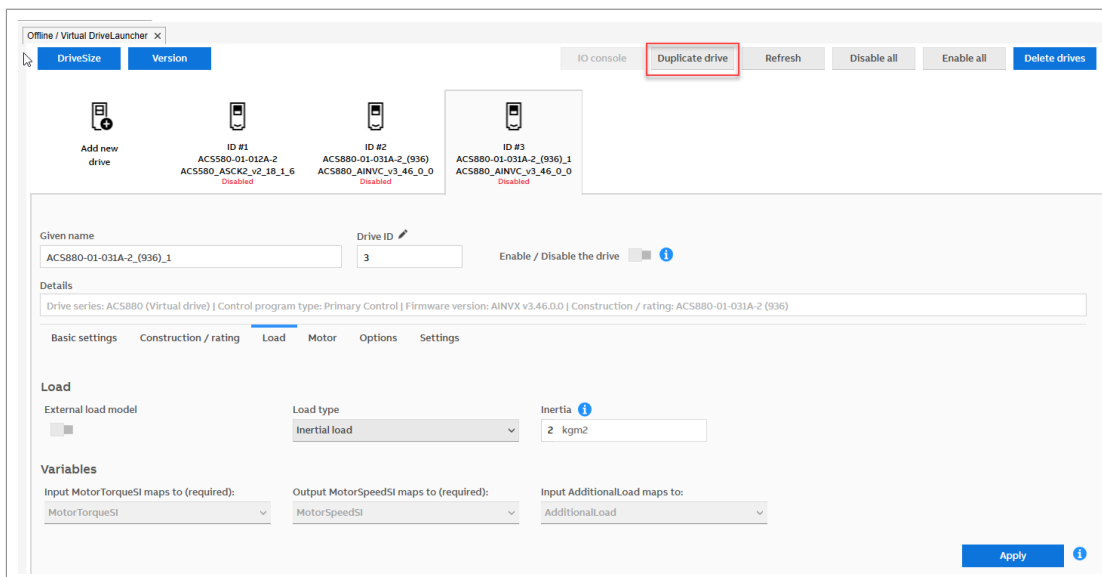 Offline / Virtual DriveLauncher ×
DriveSize Version IO console Duplicate drive Refresh Disable all Enable all Delete drives
Add new
drive
ID #1
ACS580-01-012A-2
ACS580_ASCK2_v2_18_1_6
Disabled
ID #2
ACS880-01-031A-2_(936)
ACS880_AINVC_v3_46_0_0
Disabled
ID #3
ACS880-01-031A-2_(936)_1
ACS880_AINVC_v3_46_0_0
Disabled
Given name Drive ID
ACS880-01-031A-2_(936)_1 3 Enable / Disable the drive i
Details
Drive series: ACS880 (Virtual drive) | Control program type: Primary Control | Firmware version: AINVX v3.46.0.0 | Construction / rating: ACS880-01-031A-2 (936)
Basic settings Construction / rating Load Motor Options Settings
Load
External load model Load type Inertia i
Inertial load 2 kgm2
Variables
Input MotorTorqueSI maps to (required): Output MotorSpeedSI maps to (required): Input AdditionalLoad maps to:
MotorTorqueSI MotorSpeedSI AdditionalLoad
Apply i